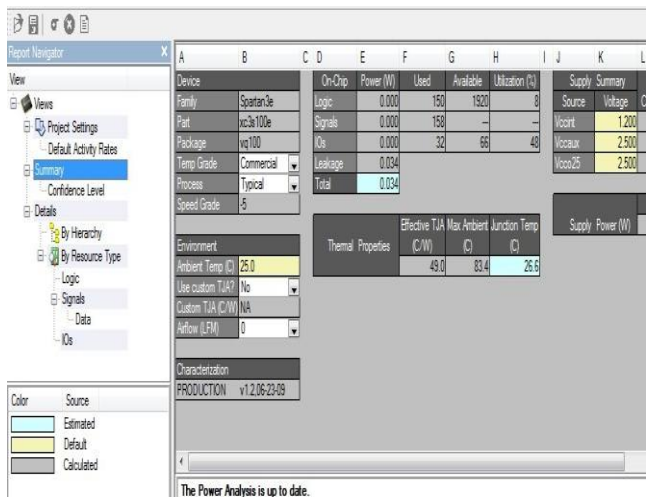 Report Navigator X
View
Views
Project Settings
Default Activity Rates
Summary
Confidence Level
Details
By Hierarchy
By Resource Type
Logic
Signals
Data
IOs
Color Source
Estimated
Default
Calculated
A B C D E F G H I J K L
Device
Family Spartan3e
Part xc3s100e
Package vq100
Temp Grade Commercial
Process Typical
Speed Grade -5
Environment
Ambient Temp (C) 25.0
Use custom TJA? No
Custom TJA (C/W) NA
Airflow (LFM) 0
Characterization
PRODUCTION v1.2,06-23-09
On-Chip Power (W) Used Available Utilization (%)
Logic 0.000 150 1920 8
Signals 0.000 158 -- --
IOs 0.000 32 66 48
Leakage 0.034
Total 0.034
Effective TJA Max Ambient Junction Temp
Thermal Properties (C/W) (C) (C)
49.0 83.4 26.6
Supply Summary
Source Voltage
Vccint 1.200
Vccaux 2.500
Vcco25 2.500
Supply Power (W)
The Power Analysis is up to date.